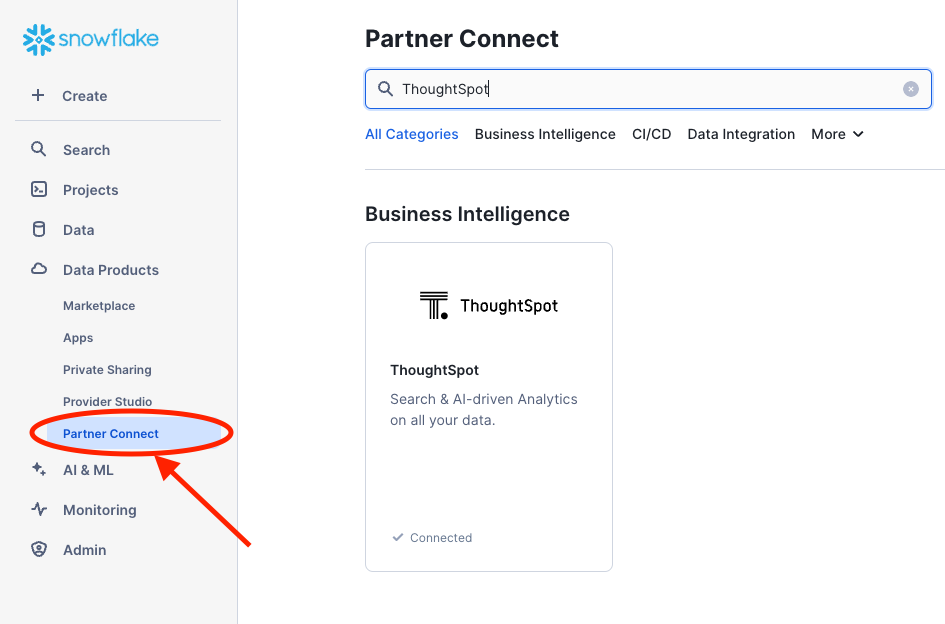 snowflake
Create
Search
Projects
Data
Data Products
Marketplace
Apps
Private Sharing
Provider Studio
Partner Connect
AI & ML
Monitoring
Admin
Partner Connect
ThoughtSpot
All Categories Business Intelligence CI/CD Data Integration More
Business Intelligence
T. ThoughtSpot
ThoughtSpot
Search & AI-driven Analytics
on all your data.
Connected